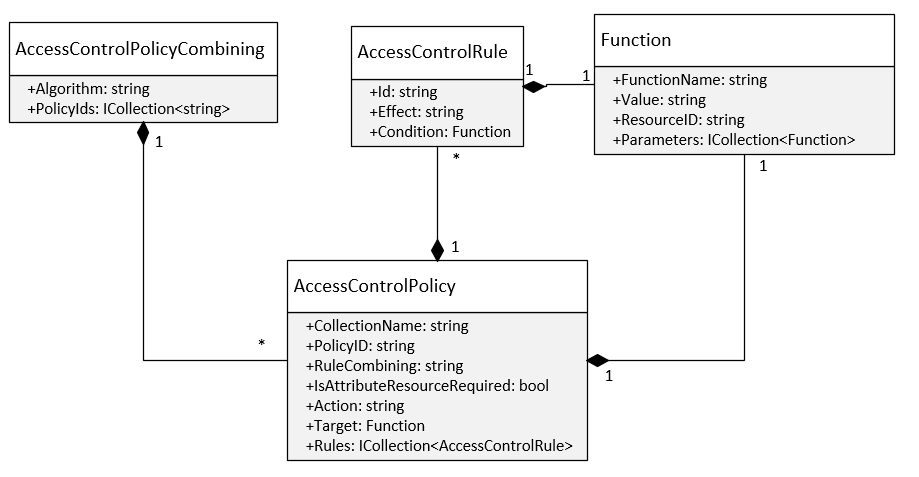 AccessControlPolicyCombining
+Algorithm: string
+PolicyIds: ICollection<string>
1
*
AccessControlRule
+Id: string
+Effect: string
+Condition: Function
1
1
*
1
Function
+FunctionName: string
+Value: string
+ResourceID: string
+Parameters: ICollection<Function>
1
1
AccessControlPolicy
+CollectionName: string
+PolicyID: string
+RuleCombining: string
+IsAttributeResourceRequired: bool
+Action: string
+Target: Function
+Rules: ICollection<AccessControlRule>